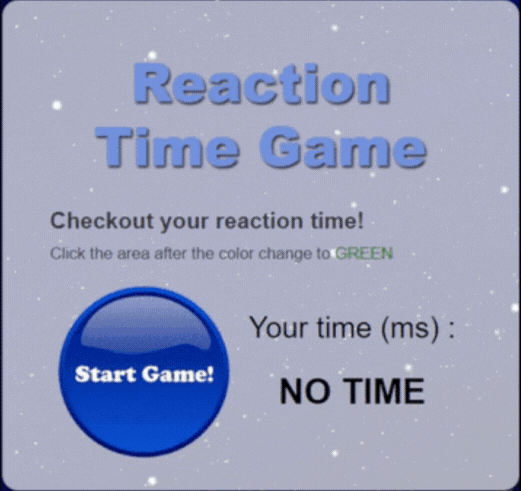 Reaction
Time Game
Checkout your reaction time!
Click the area after the color change to GREEN
Start Game!
Your time (ms) :
NO TIME